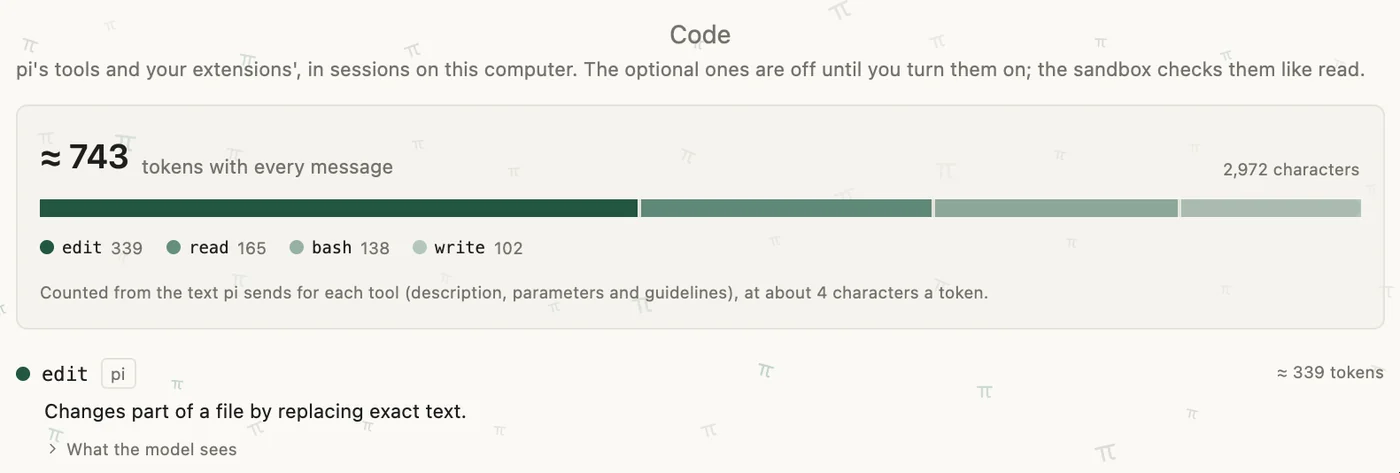 Code
pi's tools and your extensions', in sessions on this computer. The optional ones are off until you turn them on; the sandbox checks them like read.
≈ 743 tokens with every message
2,972 characters
edit 339 read 165 bash 138 write 102
Counted from the text pi sends for each tool (description, parameters and guidelines), at about 4 characters a token.
edit pi ≈ 339 tokens
Changes part of a file by replacing exact text.
> What the model sees